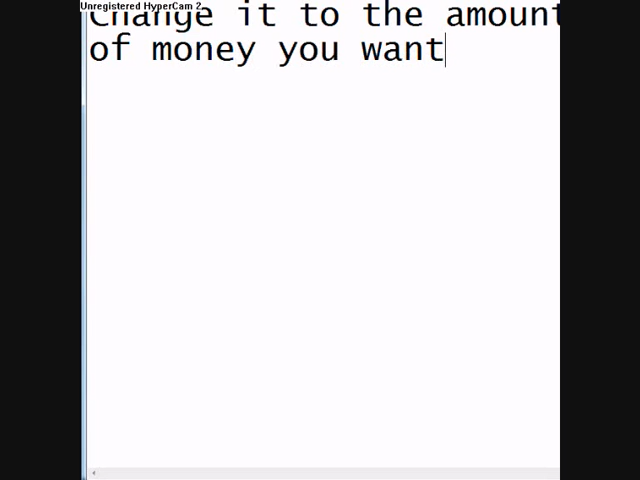 Unregistered HyperCam 2
Change it to the amount
of money you want